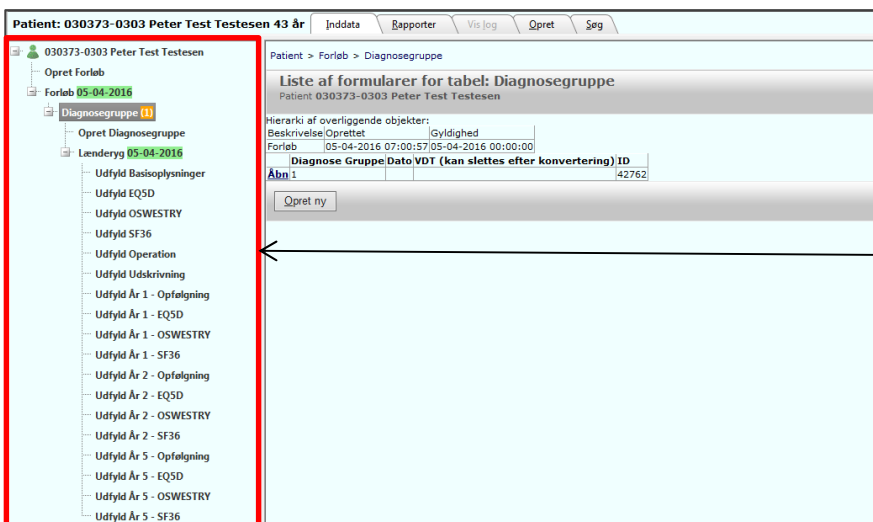 Patient: 030373-0303 Peter Test Testesen 43 år
Inddata
Rapporter
Vis log
Opret
Søg
030373-0303 Peter Test Testesen
Opret Forløb
Forløb 05-04-2016
Diagnosegruppe (1)
Opret Diagnosegruppe
Lænderyg 05-04-2016
Udfyld Basisoplysninger
Udfyld EQ5D
Udfyld OSWESTRY
Udfyld SF36
Udfyld Operation
Udfyld Udskrivning
Udfyld År 1 - Opfølgning
Udfyld År 1 - EQ5D
Udfyld År 1 - OSWESTRY
Udfyld År 1 - SF36
Udfyld År 2 - Opfølgning
Udfyld År 2 - EQ5D
Udfyld År 2 - OSWESTRY
Udfyld År 2 - SF36
Udfyld År 5 - Opfølgning
Udfyld År 5 - EQ5D
Udfyld År 5 - OSWESTRY
Udfyld År 5 - SF36
Patient > Forløb > Diagnosegruppe
Liste af formularer for tabel: Diagnosegruppe
Patient 030373-0303 Peter Test Testesen
Hierarki af overliggende objekter:
Beskrivelse Oprettet Gyldighed
Forløb 05-04-2016 07:00:57 05-04-2016 00:00:00
Diagnose Gruppe Dato VDT (kan slettes efter konvertering) ID
Åbn 1 42762
Opret ny